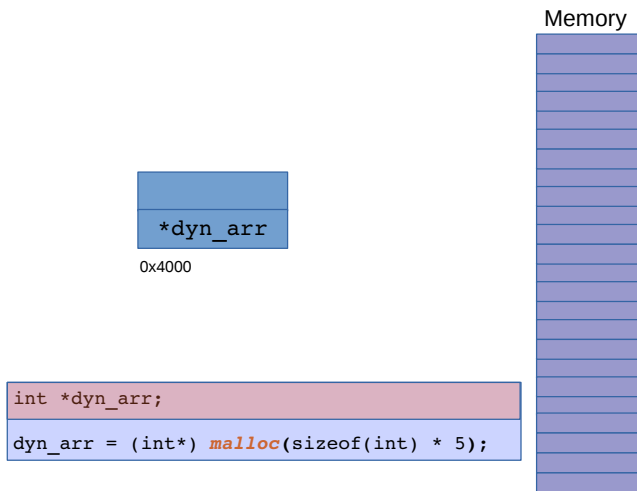 Memory
*dyn_arr
0x4000
int *dyn_arr;
dyn_arr = (int*) malloc(sizeof(int) * 5);